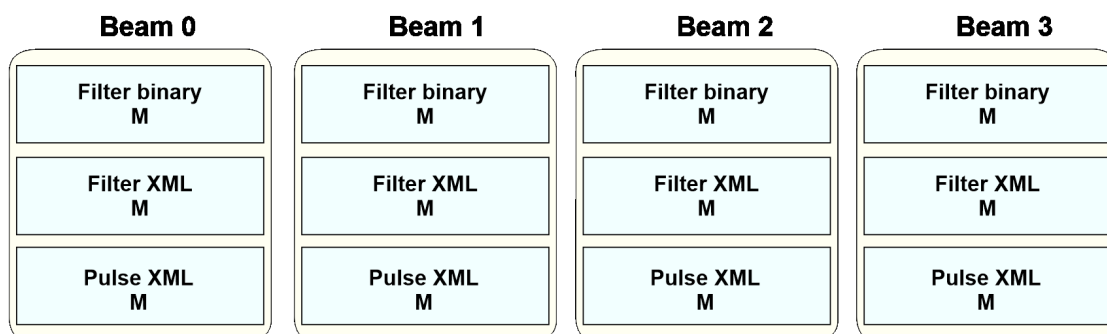 Beam 0
Beam 1
Beam 2
Beam 3
Filter binary
M
Filter binary
M
Filter binary
M
Filter binary
M
Filter XML
M
Filter XML
M
Filter XML
M
Filter XML
M
Pulse XML
M
Pulse XML
M
Pulse XML
M
Pulse XML
M